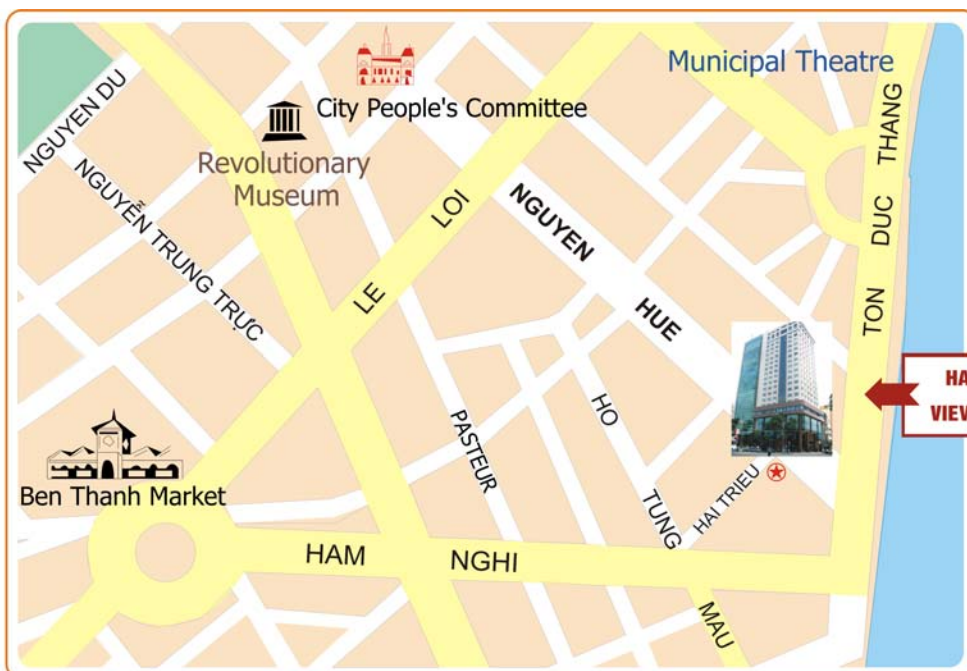 Municipal Theatre
City People's Committee
NGUYEN DU
Revolutionary
Museum
NGUYỄN TRUNG TRỰC
LE LOI
NGUYEN HUE
TON DUC THANG
PASTEUR
HO TUNG MAU
HAI TRIEU
Ben Thanh Market
HAM NGHI
VIEW